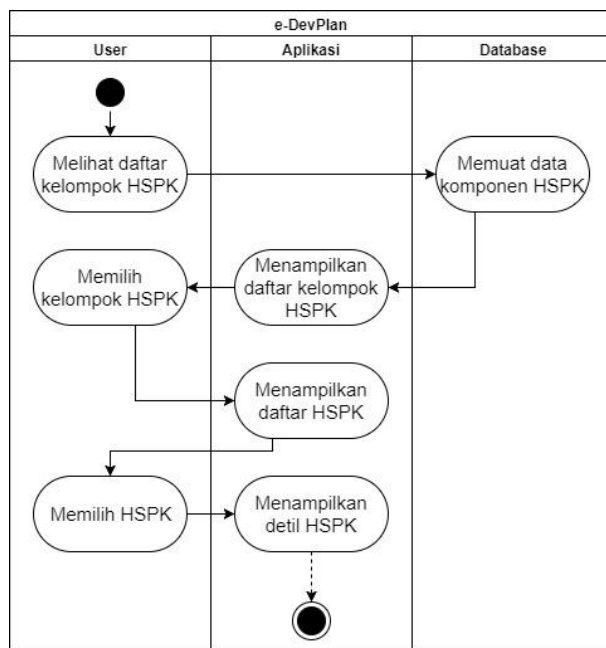 e-DevPlan
User
Aplikasi
Database
Melihat daftar
kelompok HSPK
Memuat data
komponen HSPK
Memilih
kelompok HSPK
Menampilkan
daftar kelompok
HSPK
Menampilkan
daftar HSPK
Memilih HSPK
Menampilkan
detil HSPK